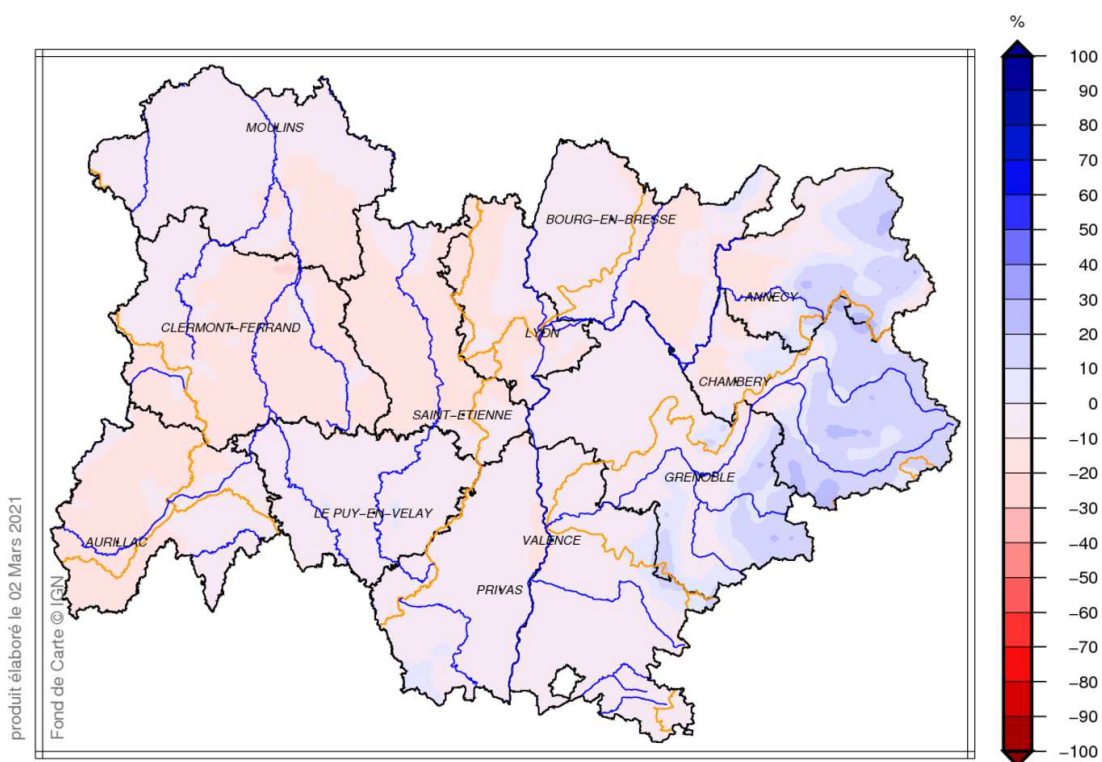 %
100
90
80
70
60
50
40
30
20
10
0
−10
−20
−30
−40
−50
−60
−70
−80
−90
−100
MOULINS
BOURG−EN−BRESSE
ANNECY
CLERMONT−FERRAND
LYON
CHAMBERY
SAINT−ETIENNE
GRENOBLE
LE PUY−EN−VELAY
AURILLAC
VALENCE
PRIVAS
produit élaboré le 02 Mars 2021
Fond de Carte © IGN